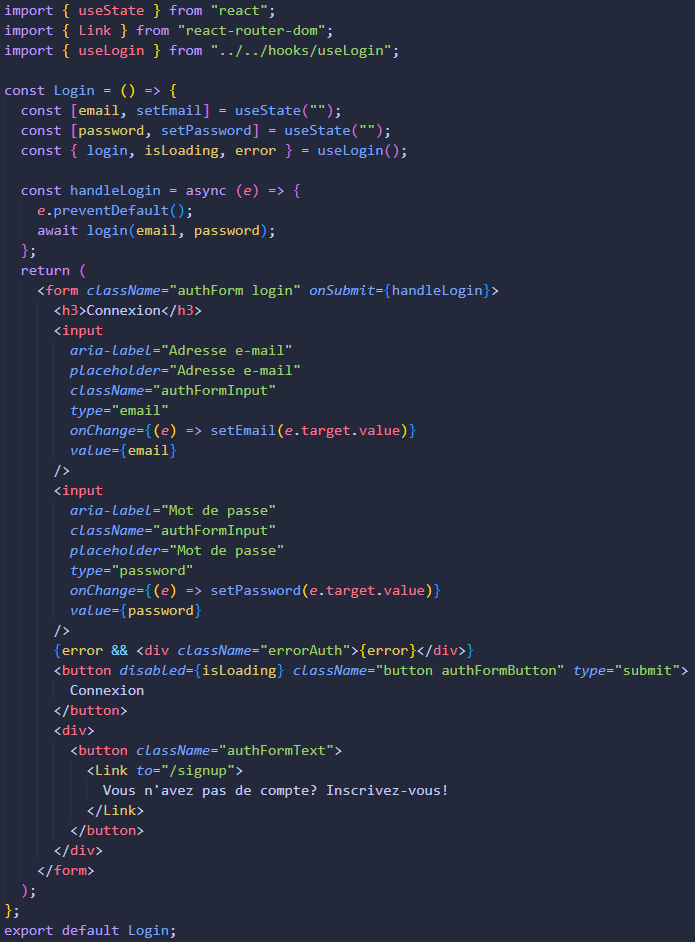 import { useState } from "react";
import { Link } from "react-router-dom";
import { useLogin } from "../../hooks/useLogin";

const Login = () => {
  const [email, setEmail] = useState("");
  const [password, setPassword] = useState("");
  const { login, isLoading, error } = useLogin();

  const handleLogin = async (e) => {
    e.preventDefault();
    await login(email, password);
  };
  return (
    <form className="authForm login" onSubmit={handleLogin}>
      <h3>Connexion</h3>
      <input
        aria-label="Adresse e-mail"
        placeholder="Adresse e-mail"
        className="authFormInput"
        type="email"
        onChange={(e) => setEmail(e.target.value)}
        value={email}
      />
      <input
        aria-label="Mot de passe"
        className="authFormInput"
        placeholder="Mot de passe"
        type="password"
        onChange={(e) => setPassword(e.target.value)}
        value={password}
      />
      {error && <div className="errorAuth">{error}</div>}
      <button disabled={isLoading} className="button authFormButton" type="submit">
        Connexion
      </button>
      <div>
        <button className="authFormText">
          <Link to="/signup">
            Vous n'avez pas de compte? Inscrivez-vous!
          </Link>
        </button>
      </div>
    </form>
  );
};
export default Login;